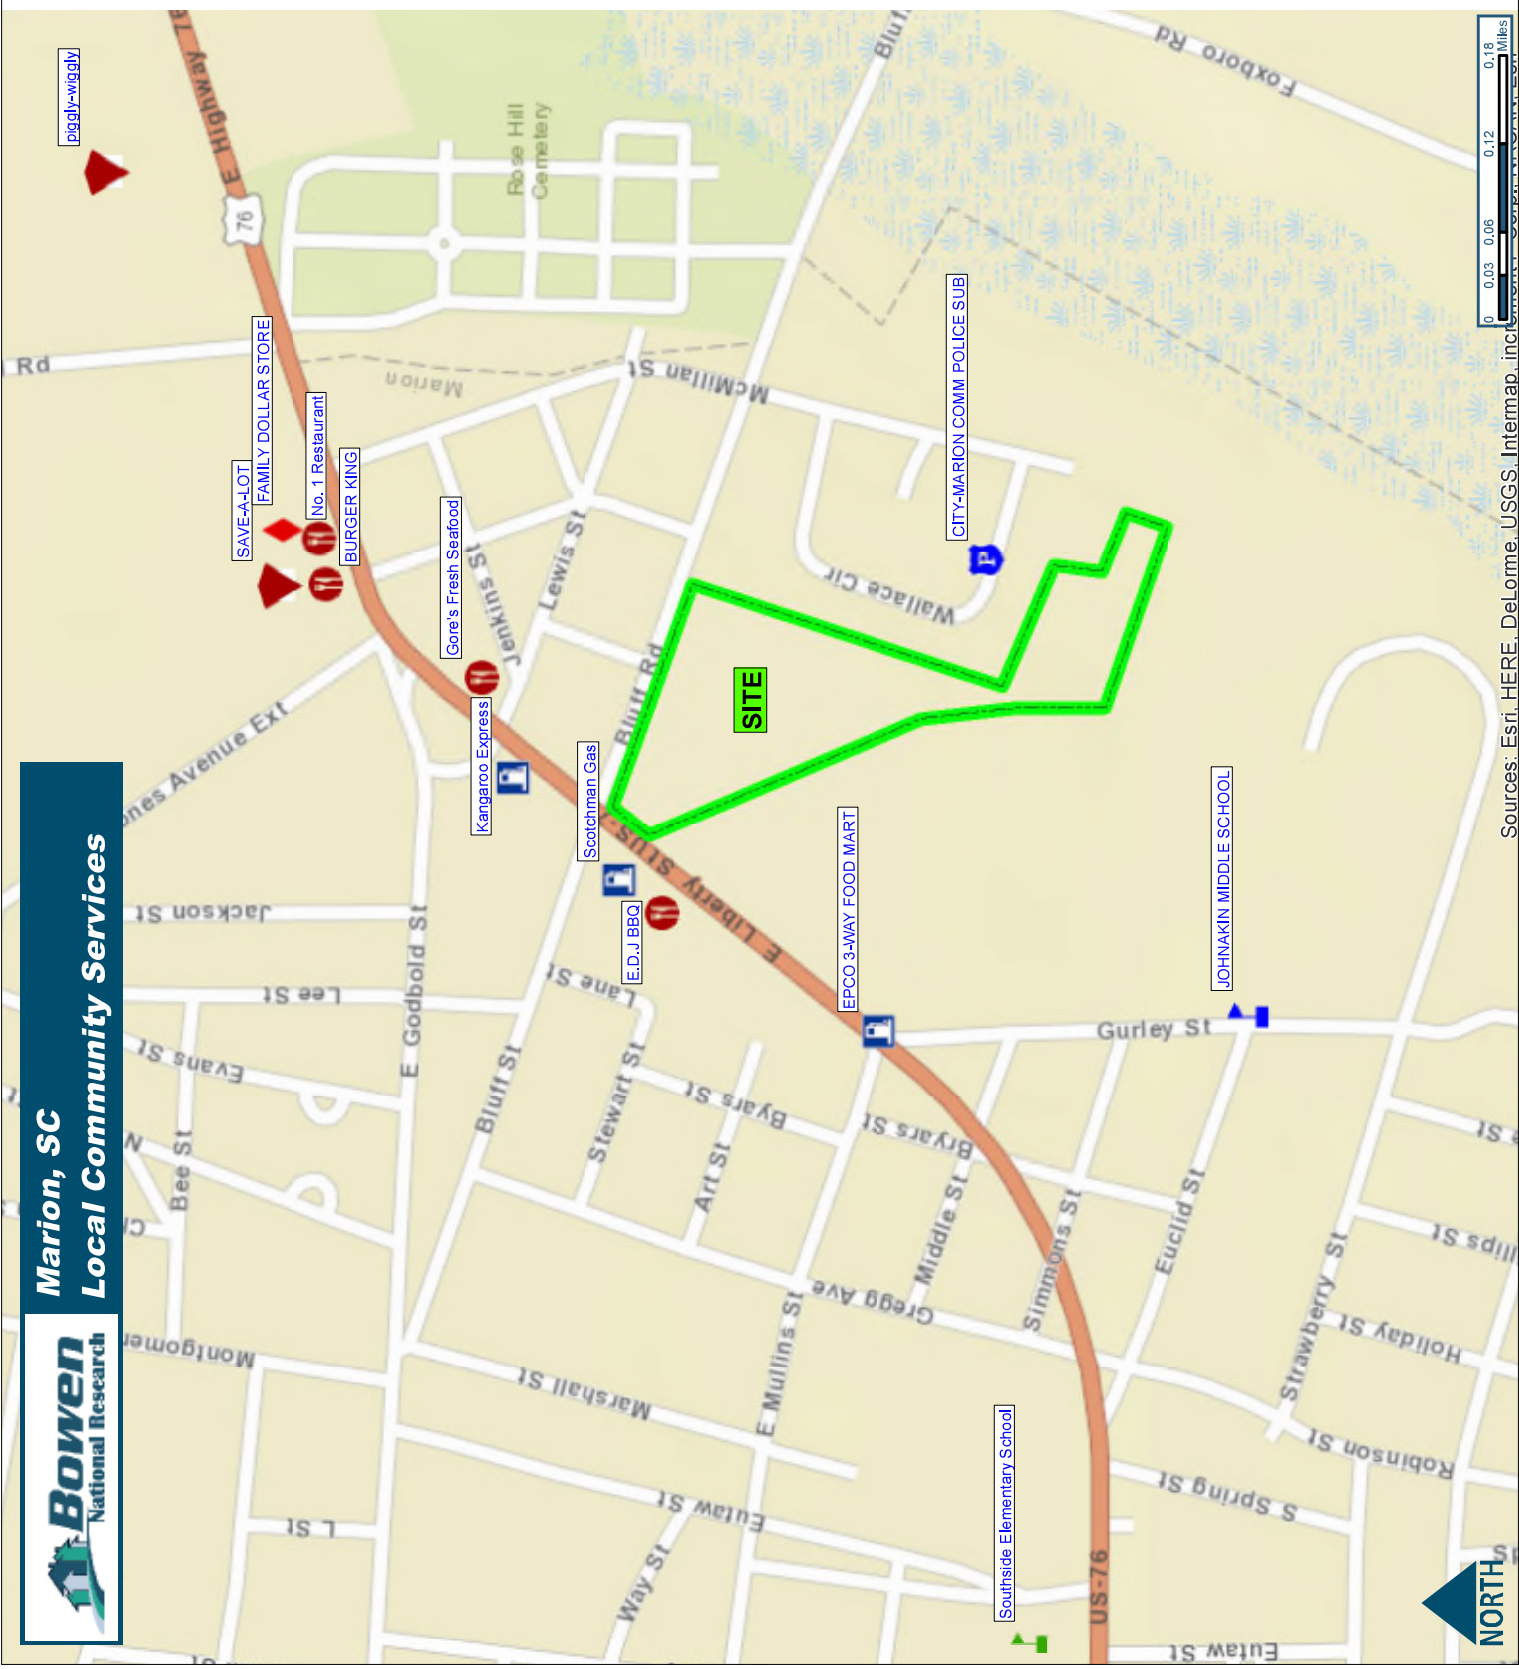 Bowen
National Research
Marion, SC
Local Community Services
piggly-wiggly
E Highway 76
76
Rose Hill
Cemetery
Foxboro Rd
Rd
Marion
McMillan St
SAVE-A-LOT
FAMILY DOLLAR STORE
No. 1 Restaurant
BURGER KING
Gore's Fresh Seafood
Jenkins St
Lewis St
Bluff Rd
Wallace Cir
CITY-MARION COMM POLICE SUB
P
SITE
Kangaroo Express
Scotchman Gas
E.D.J BBQ
E Liberty St
EPCO 3-WAY FOOD MART
JOHNAKIN MIDDLE SCHOOL
Gurley St
Jackson St
Lee St
E Godbold St
Evans St
Bee St
Bluff St
Lane St
Stewart St
Byars St
Art St
Bryars St
Middle St
Simmons St
Euclid St
Gregg Ave
E Mullins St
Marshall St
Eutaw St
Way St
L St
Strawberry St
Holiday St
Robinson St
S Spring St
US-76
Eutaw St
Southside Elementary School
NORTH
0 0.03 0.06 0.12 0.18
Miles
Sources: Esri, HERE, DeLorme, USGS, Intermap,